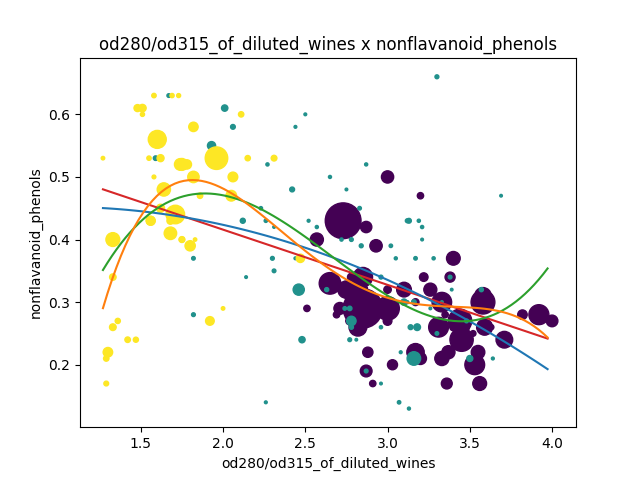 od280/od315_of_diluted_wines x nonflavanoid_phenols
nonflavanoid_phenols
0.6
0.5
0.4
0.3
0.2
1.5 2.0 2.5 3.0 3.5 4.0
od280/od315_of_diluted_wines